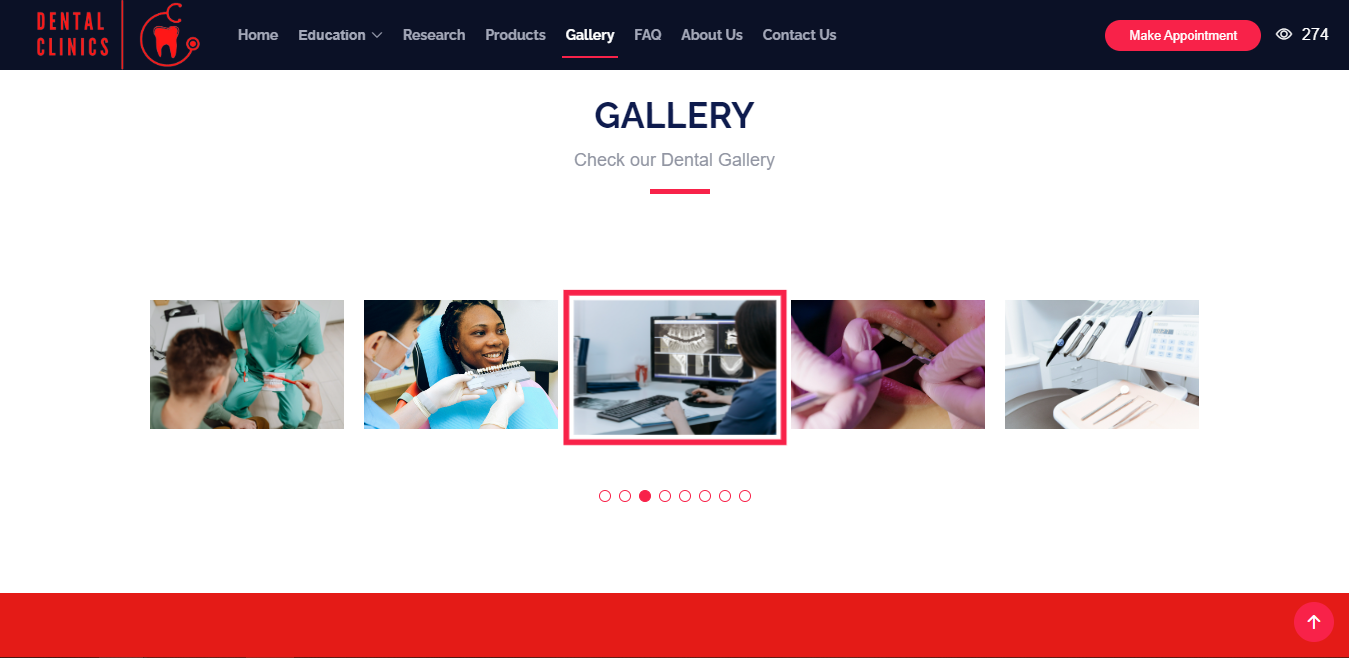 DENTAL
CLINICS
Home Education Research Products Gallery FAQ About Us Contact Us
Make Appointment
274
GALLERY
Check our Dental Gallery